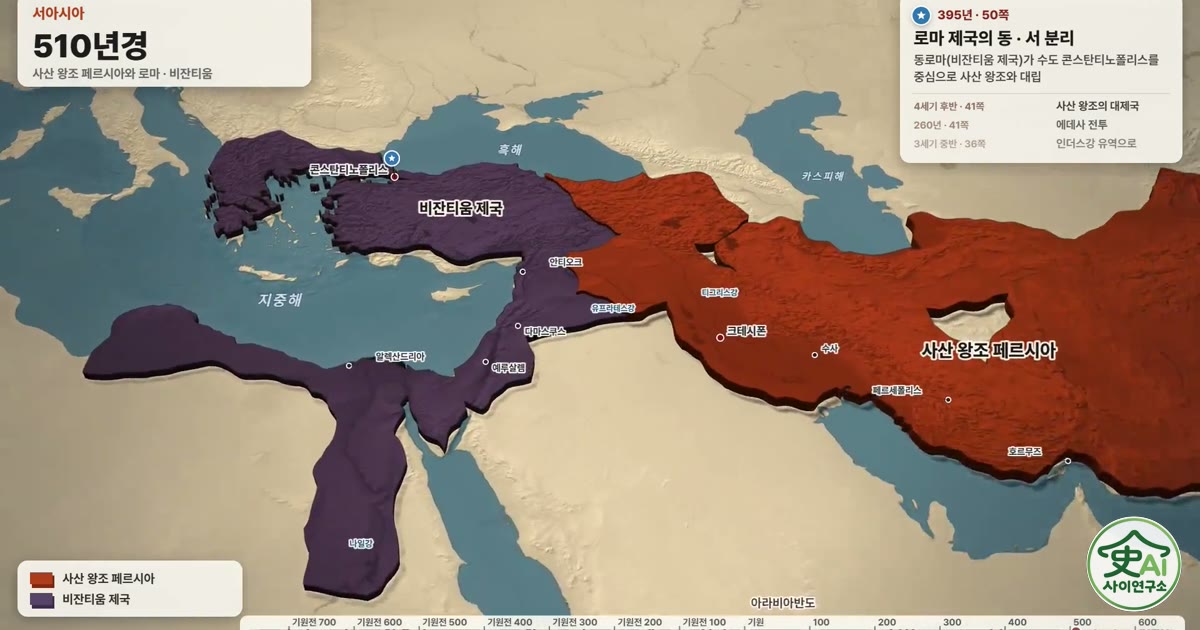 서아시아
510년경
사산 왕조 페르시아와 로마 · 비잔티움
395년 · 50쪽
로마 제국의 동 · 서 분리
동로마(비잔티움 제국)가 수도 콘스탄티노폴리스를
중심으로 사산 왕조와 대립
4세기 후반 · 41쪽 사산 왕조의 대제국
260년 · 41쪽 에데사 전투
3세기 중반 · 36쪽 인더스강 유역으로
흑해
카스피해
콘스탄티노폴리스
비잔티움 제국
안티오크
지중해
타그리스강
유프라테스강
다마스쿠스
크테시폰
수사
사산 왕조 페르시아
알렉산드리아
예루살렘
페르세폴리스
호르무즈
나일강
아라비아반도
사산 왕조 페르시아
비잔티움 제국
史AI
사이연구소
기원전 700 기원전 600 기원전 500 기원전 400 기원전 300 기원전 200 기원전 100 기원 100 200 300 400 500 600